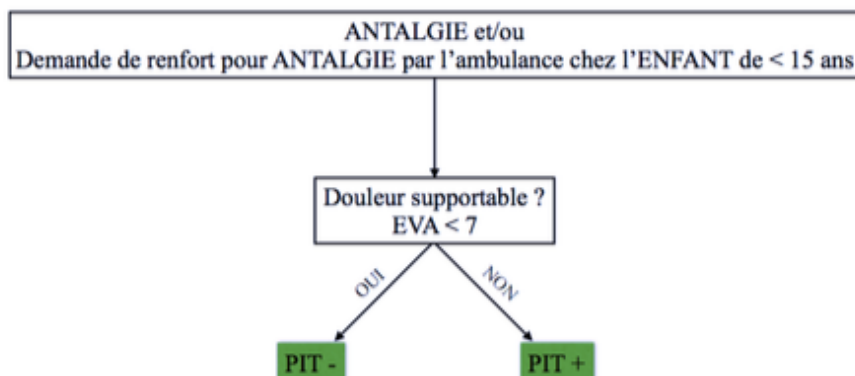 ANTALGIE et/ou
Demande de renfort pour ANTALGIE par l’ambulance chez l’ENFANT de < 15 ans
Douleur supportable ?
EVA < 7
OUI
NON
PIT -
PIT +